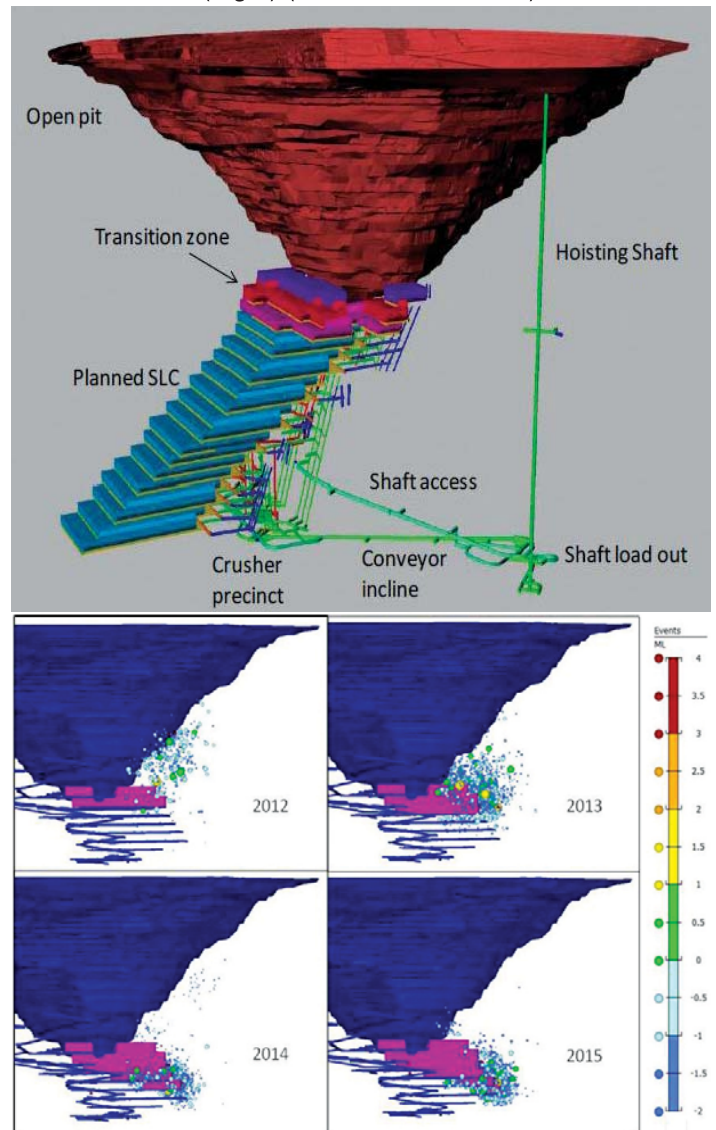 Open pit
Transition zone
Hoisting Shaft
Planned SLC
Shaft access
Crusher
precinct
Conveyor
incline
Shaft load out
2012
2013
2014
2015
Events
ML
4
3.5
3
2.5
2
1.5
1
0.5
0
-0.5
-1
-1.5
-2